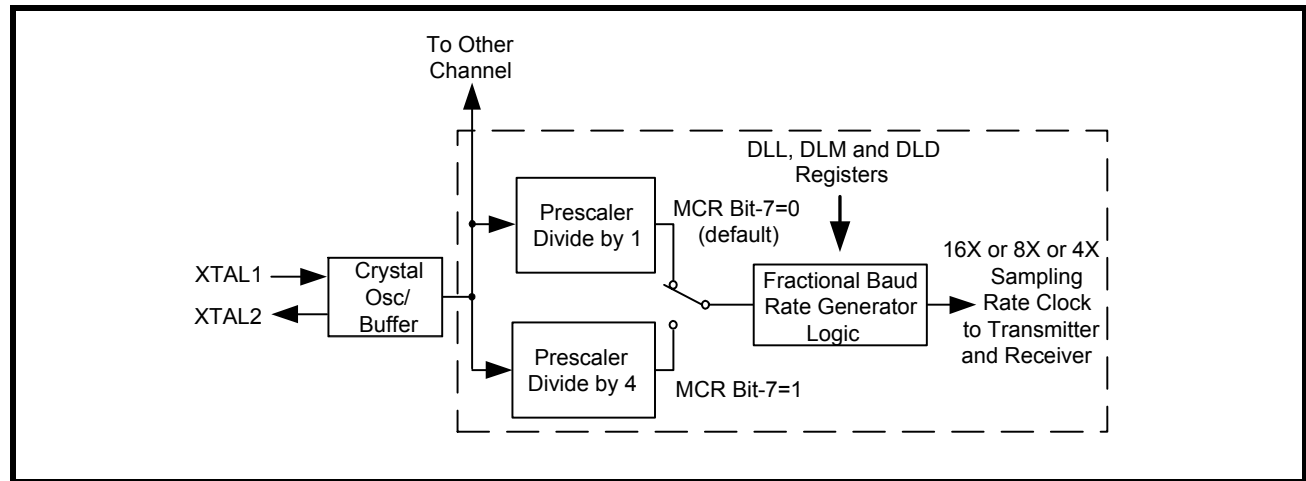 To Other
Channel
DLL, DLM and DLD
Registers
Prescaler
Divide by 1
MCR Bit-7=0
(default)
16X or 8X or 4X
Sampling
Rate Clock
to Transmitter
and Receiver
XTAL1
XTAL2
Crystal
Osc/
Buffer
Fractional Baud
Rate Generator
Logic
Prescaler
Divide by 4
MCR Bit-7=1